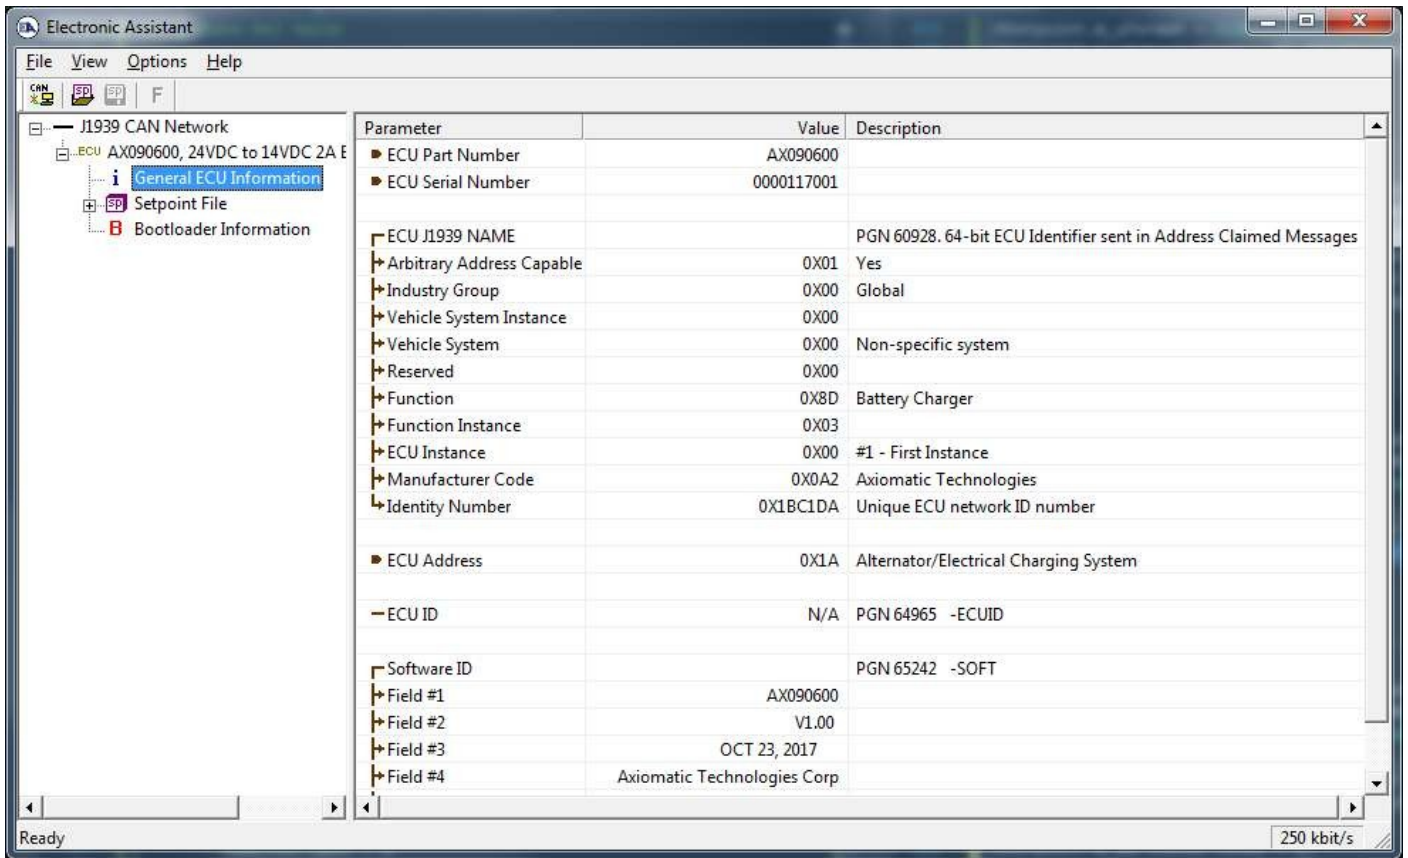 Electronic Assistant
File View Options Help
CAN SP SP F
J1939 CAN Network
ECU AX090600, 24VDC to 14VDC 2A
i General ECU Information
SP Setpoint File
B Bootloader Information
Parameter Value Description
ECU Part Number AX090600
ECU Serial Number 0000117001
ECU J1939 NAME PGN 60928. 64-bit ECU Identifier sent in Address Claimed Messages
Arbitrary Address Capable 0X01 Yes
Industry Group 0X00 Global
Vehicle System Instance 0X00
Vehicle System 0X00 Non-specific system
Reserved 0X00
Function 0X8D Battery Charger
Function Instance 0X03
ECU Instance 0X00 #1 - First Instance
Manufacturer Code 0X0A2 Axiomatic Technologies
Identity Number 0X1BC1DA Unique ECU network ID number
ECU Address 0X1A Alternator/Electrical Charging System
ECU ID N/A PGN 64965 -ECUID
Software ID PGN 65242 -SOFT
Field #1 AX090600
Field #2 V1.00
Field #3 OCT 23, 2017
Field #4 Axiomatic Technologies Corp
Ready 250 kbit/s